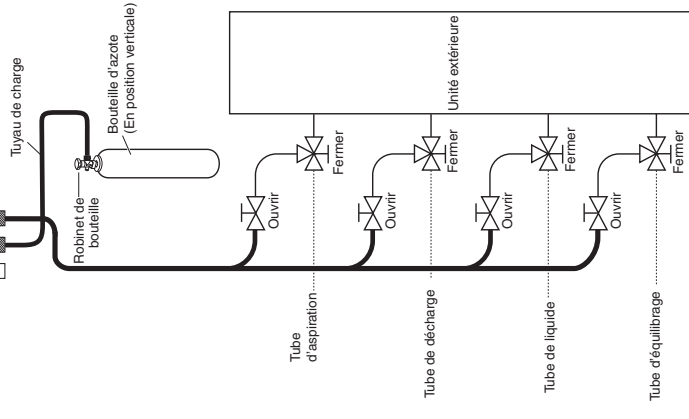 Tuyau de charge
Robinet de
bouteille
Bouteille d'azote
(En position verticale)
Unité extérieure
Ouvrir
Fermer
Ouvrir
Fermer
Ouvrir
Fermer
Ouvrir
Fermer
Tube
d'aspiration
Tube de décharge
Tube de liquide
Tube d'équilibrage